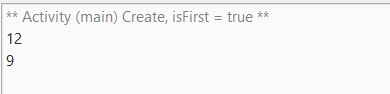 ** Activity (main) Create, isFirst = true **
12
9